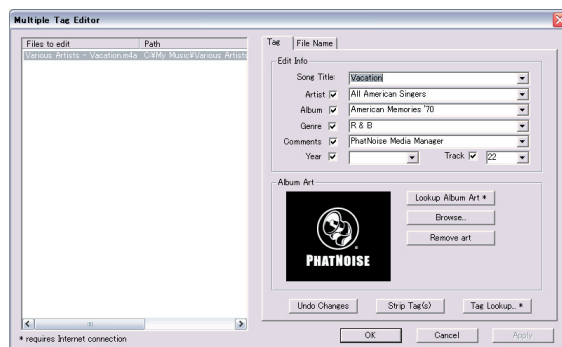 Multiple Tag Editor
Files to edit Path
Various Artists - Vacation.m4a C:¥My Music¥Various Artists
* requires Internet connection
Tag File Name
Edit Info
Song Title: Vacation
Artist All American Singers
Album American Memories '70
Genre R & B
Comments PhatNoise Media Manager
Year Track 22
Album Art
PHATNOISE
Lookup Album Art *
Browse...
Remove art
Undo Changes Strip Tag(s) Tag Lookup... *
OK Cancel Apply